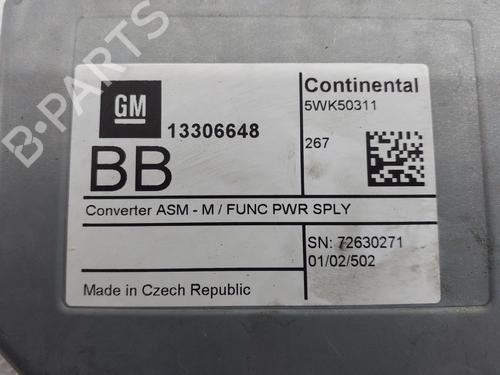 GM
13306648
BB
Converter ASM - M / FUNC PWR SPLY
Made in Czech Republic
Continental
5WK50311
267
SN: 72630271
01/02/502
B-PARTS